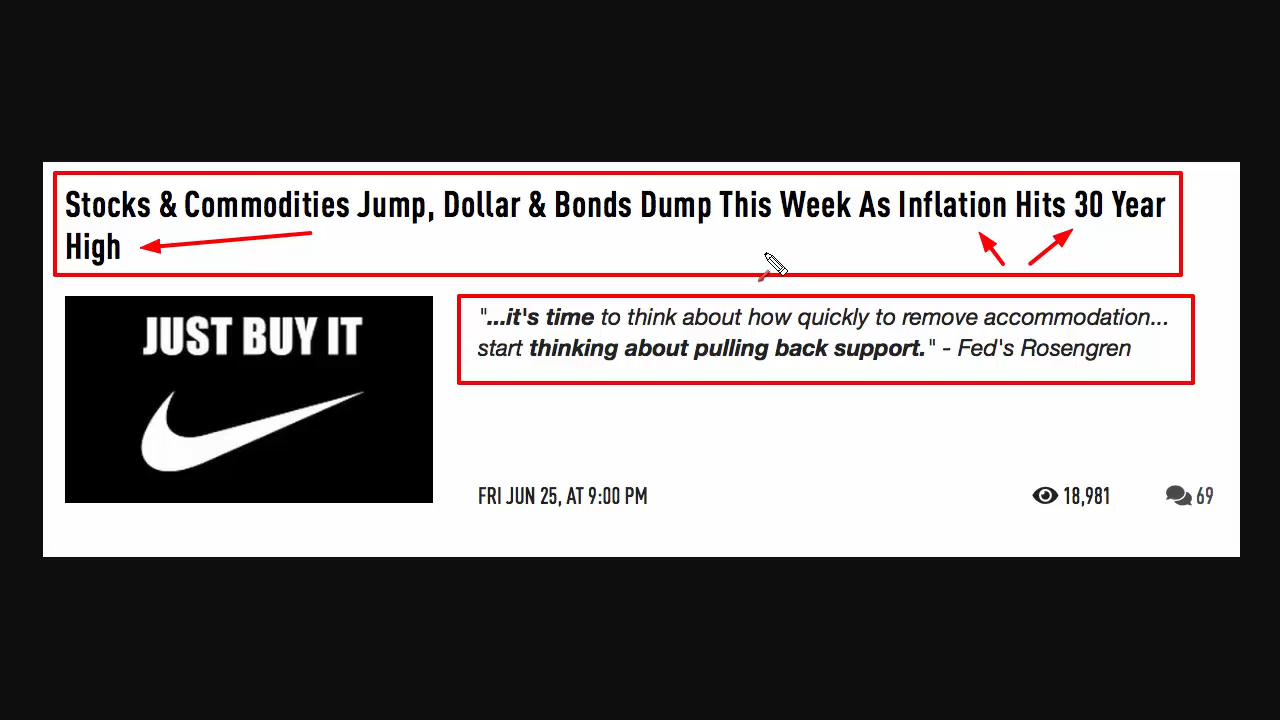 Stocks & Commodities Jump, Dollar & Bonds Dump This Week As Inflation Hits 30 Year
High
JUST BUY IT
"...it's time to think about how quickly to remove accommodation...
start thinking about pulling back support." - Fed's Rosengren
FRI JUN 25, AT 9:00 PM
18,981
69